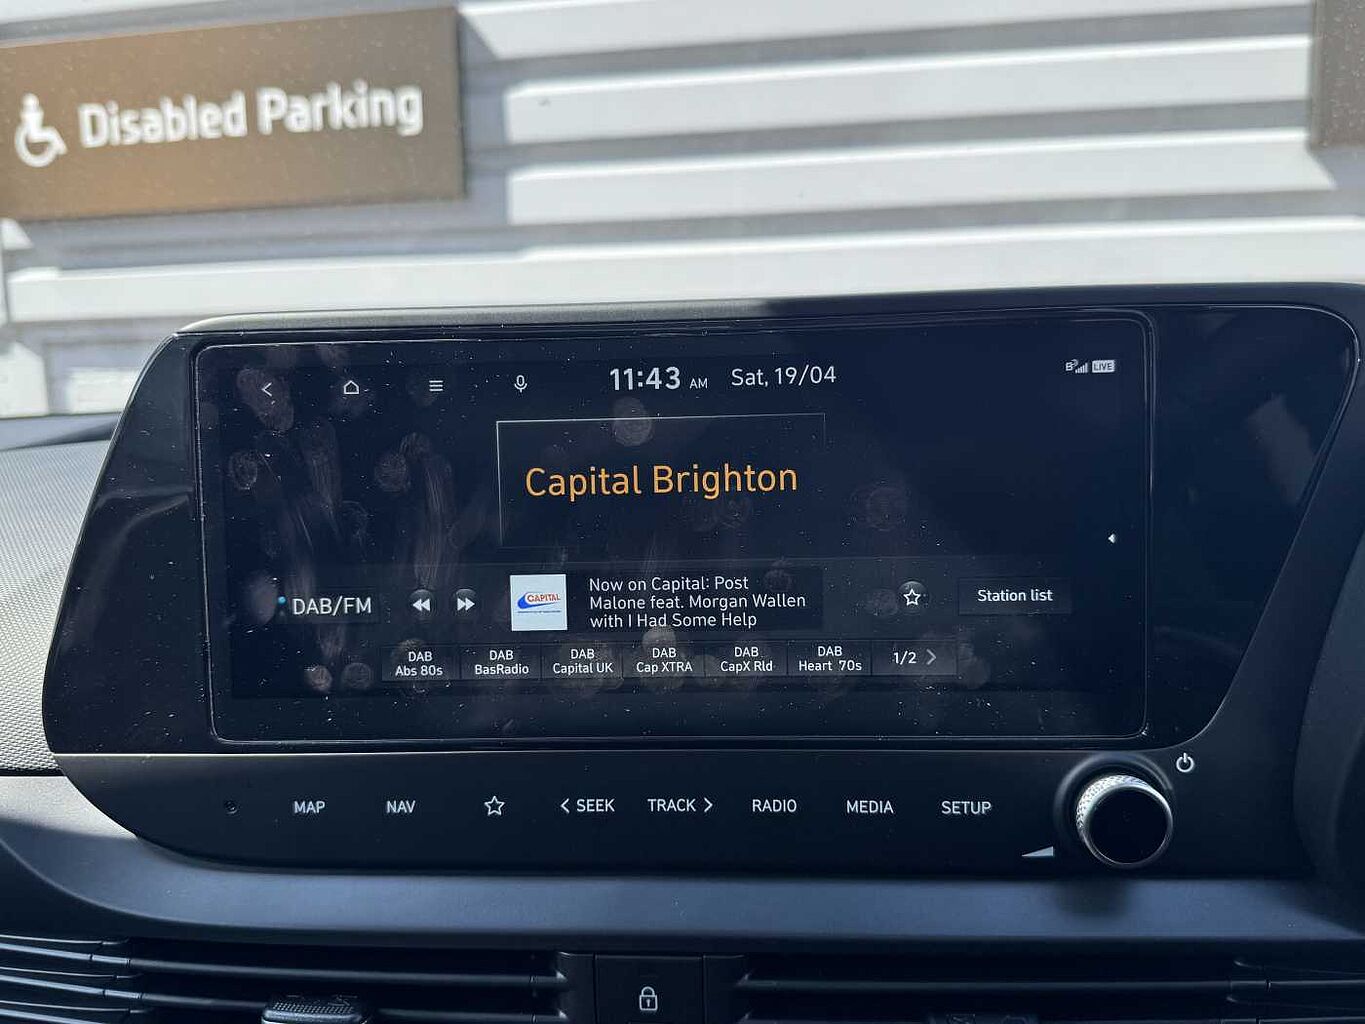 Disabled Parking
11:43 AM Sat, 19/04
LIVE
Capital Brighton
DAB/FM
CAPITAL
Now on Capital: Post
Malone feat. Morgan Wallen
with I Had Some Help
Station list
DAB
Abs 80s
DAB
BasRadio
DAB
Capital UK
DAB
Cap XTRA
DAB
CapX Rld
DAB
Heart 70s
1/2
MAP
NAV
< SEEK
TRACK >
RADIO
MEDIA
SETUP